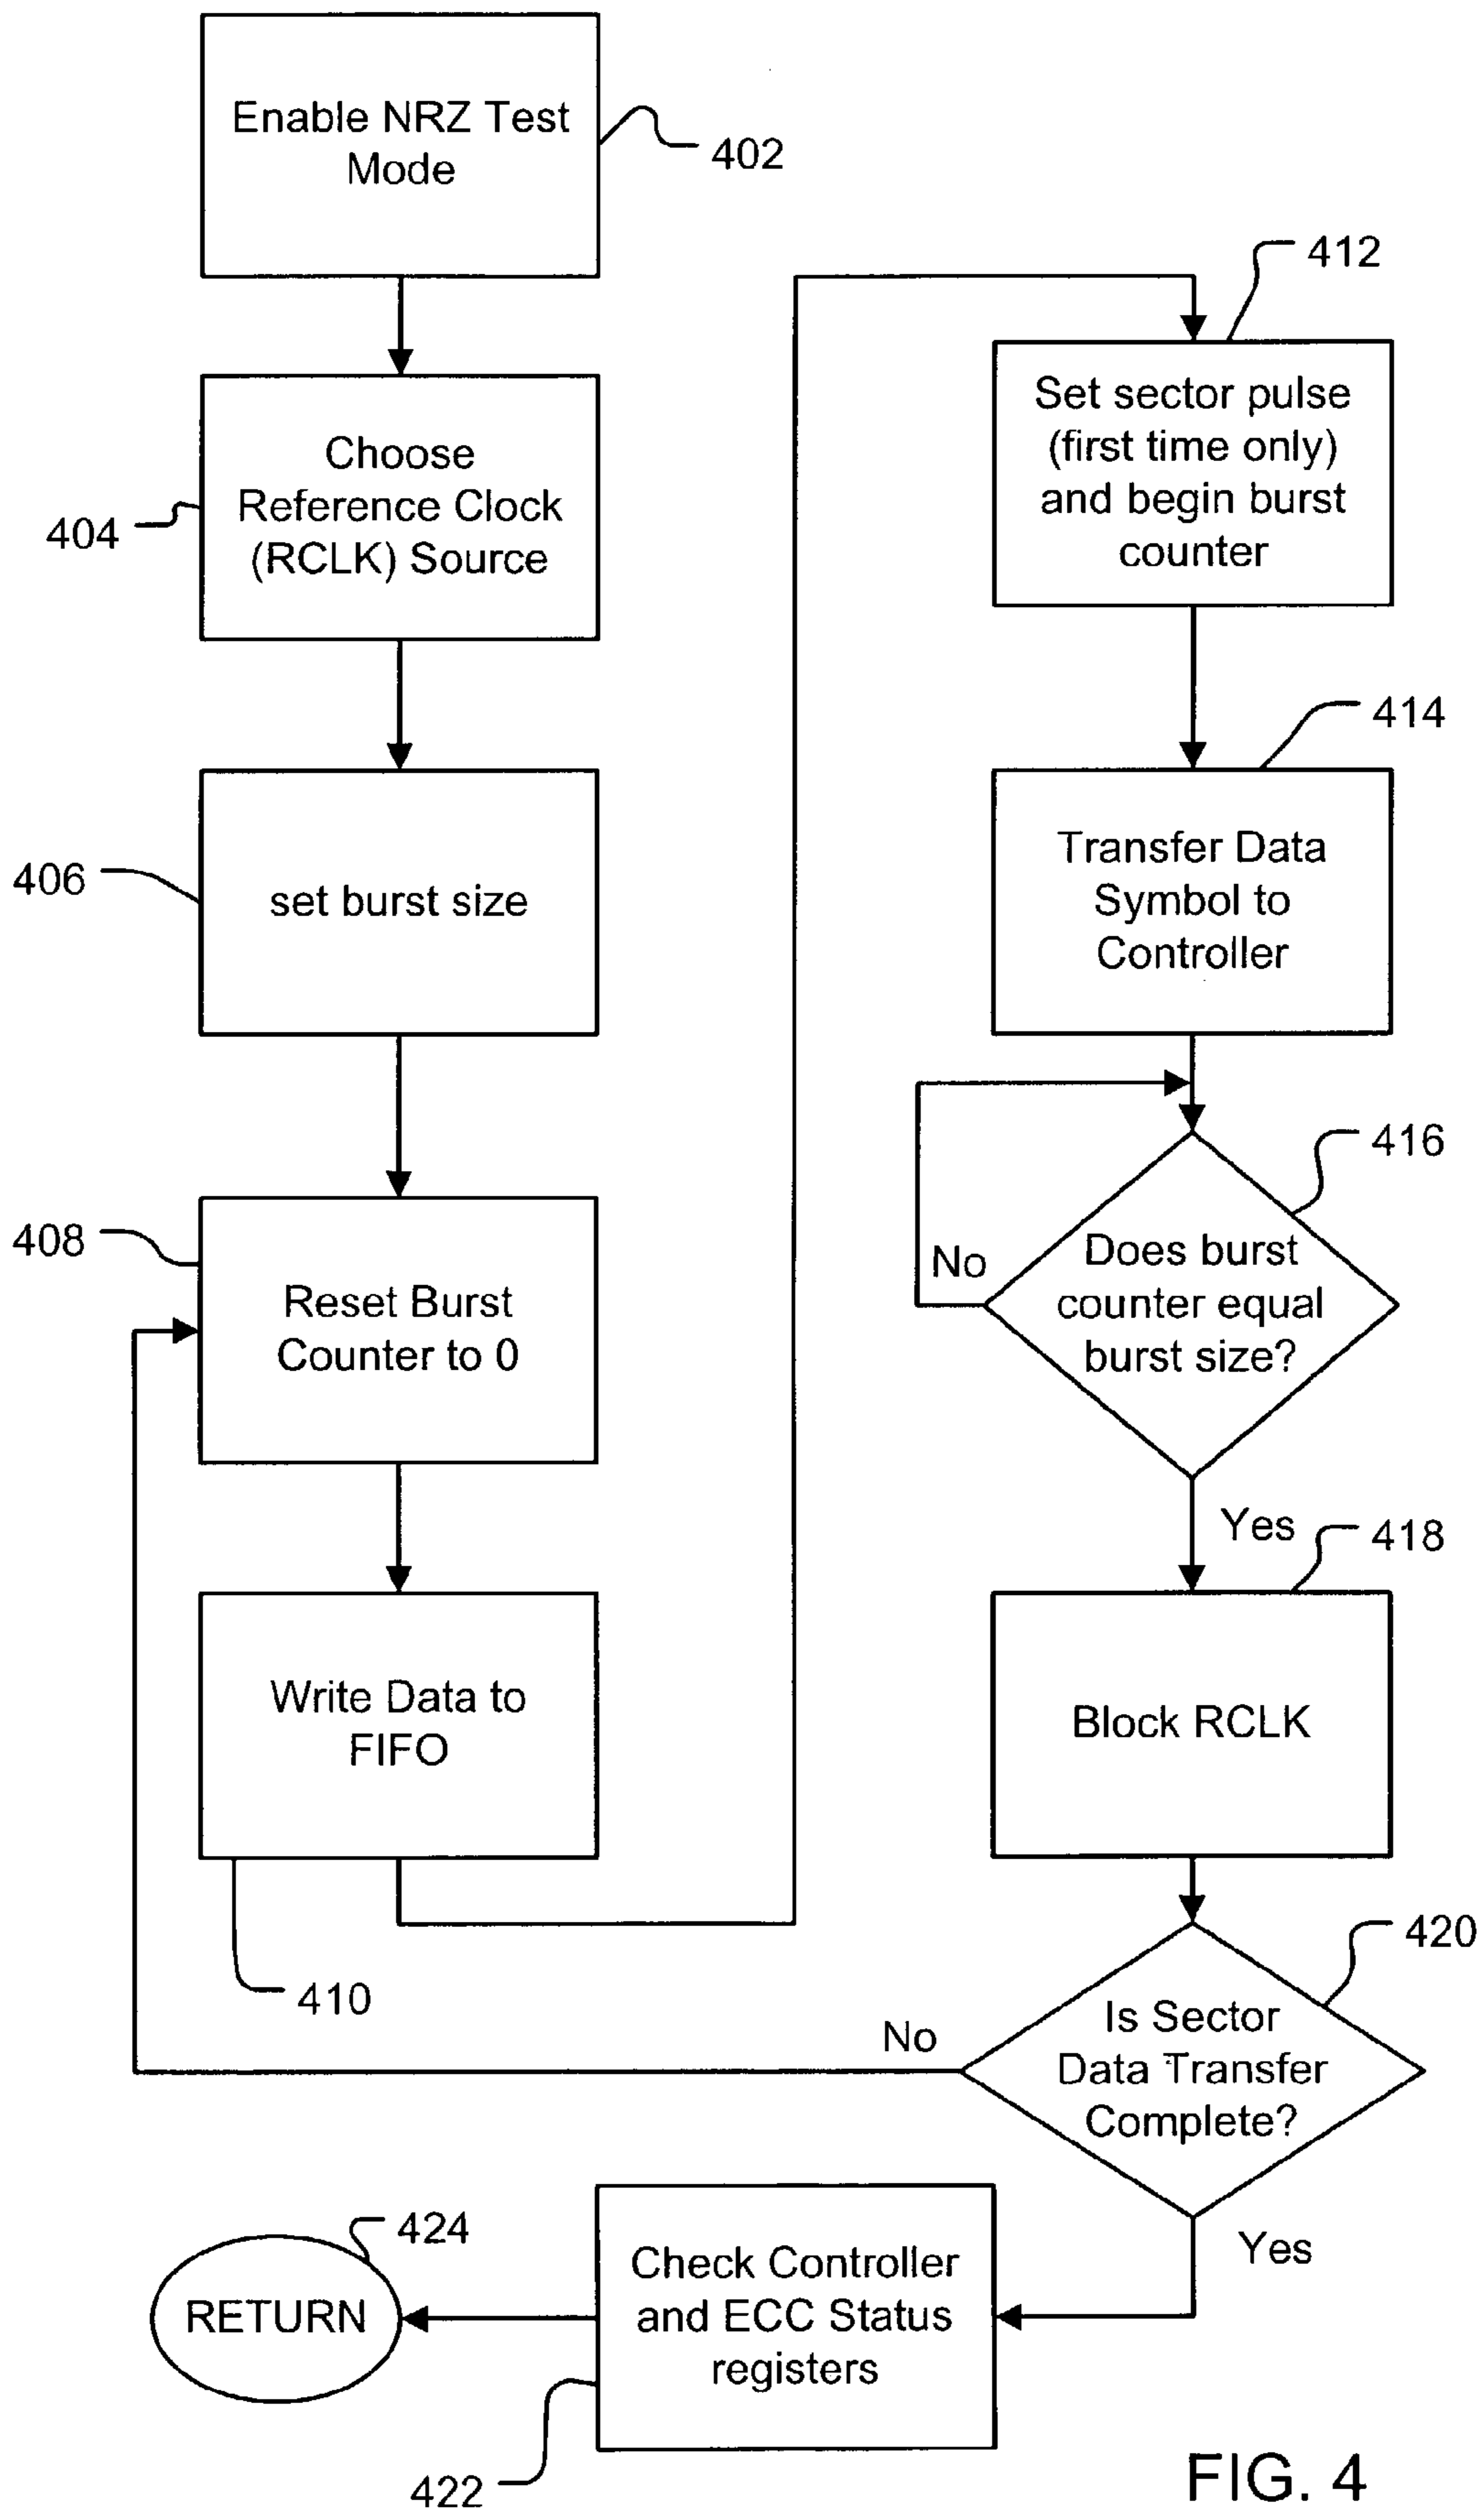 Enable NRZ Test
Mode
402
Choose
Reference Clock
(RCLK) Source
404
set burst size
406
408
Reset Burst
Counter to 0
Write Data to
FIFO
410
412
Set sector pulse
(first time only)
and begin burst
counter
414
Transfer Data
Symbol to
Controller
416
Does burst
counter equal
burst size?
No
Yes
418
Block RCLK
420
Is Sector
Data Transfer
Complete?
No
Yes
Check Controller
and ECC Status
registers
422
424
RETURN
FIG. 4